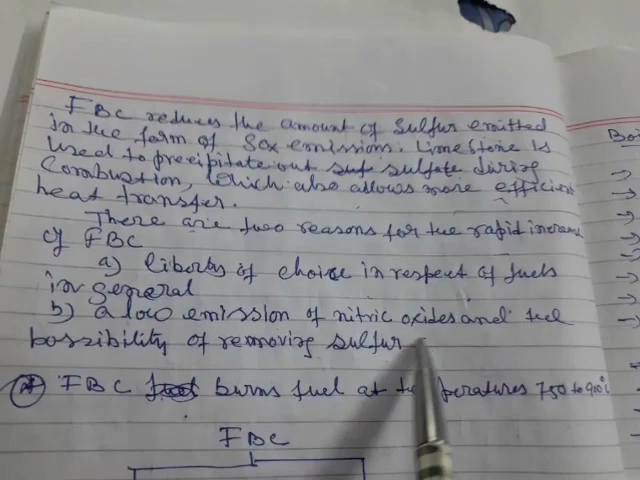 FBC reduces the amount of Sulfur emitted
in the form of SOx emissions. Limestone is
used to precipitate out sulfate during
Combustion, which also allows more efficient
heat transfer.
There are two reasons for the rapid increase
of FBC
a) liberty of choice in respect of fuels
in general
b) a low emission of nitric oxides and the
possibility of removing sulfur
FBC burns fuel at temperatures 750 to 900°C
FBC